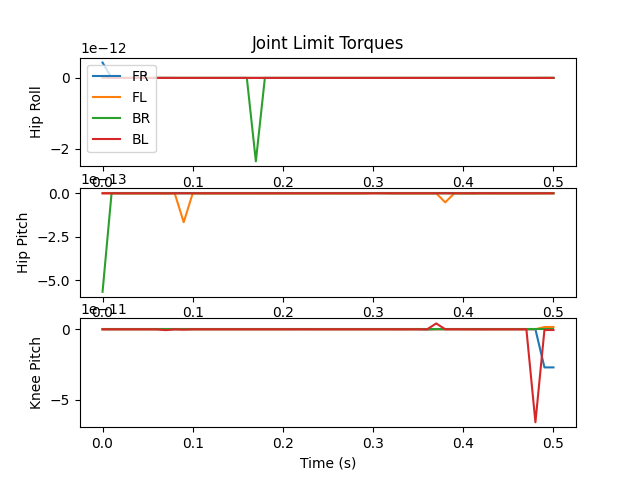 Joint Limit Torques
1e−12
0
−2
Hip Roll
FR
FL
BR
BL
0.0 0.1 0.2 0.3 0.4 0.5
1e−13
0.0
−2.5
−5.0
Hip Pitch
0.0 0.1 0.2 0.3 0.4 0.5
1e−11
0
−5
Knee Pitch
0.0 0.1 0.2 0.3 0.4 0.5
Time (s)